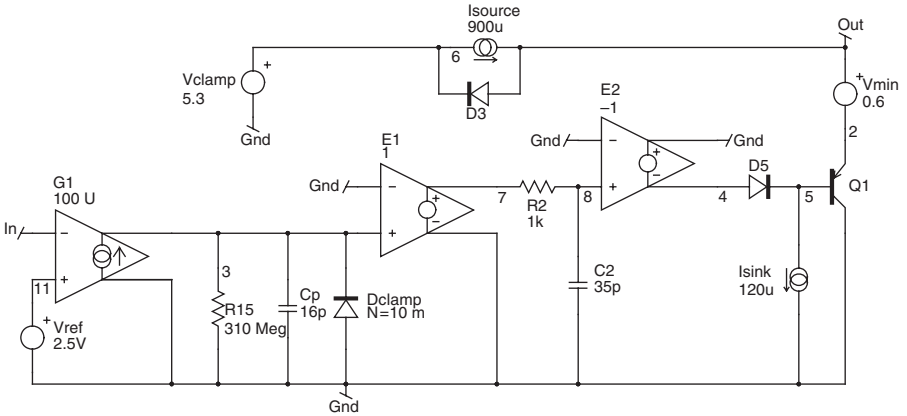 Isource
900u
Out
6
Vclamp
+
5.3
D3
Gnd
+
Vmin
0.6
2
E2
–1
Gnd
–
+
–
+
Gnd
E1
1
Gnd
–
+
–
+
7
R2
1k
8
4
D5
5
Q1
G1
100 U
In
–
+
11
3
R15
310 Meg
Cp
16p
Dclamp
N=10 m
C2
35p
Isink
120u
+
Vref
2.5V
Gnd